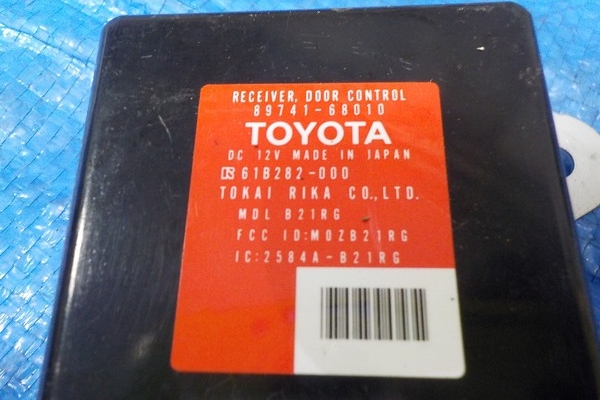 RECEIVER, DOOR CONTROL
89741-68010
TOYOTA
DC 12V MADE IN JAPAN
61B282-000
TOKAI RIKA CO.,LTD.
MDL B21RG
FCC ID:MOZB21RG
IC:2584A-B21RG